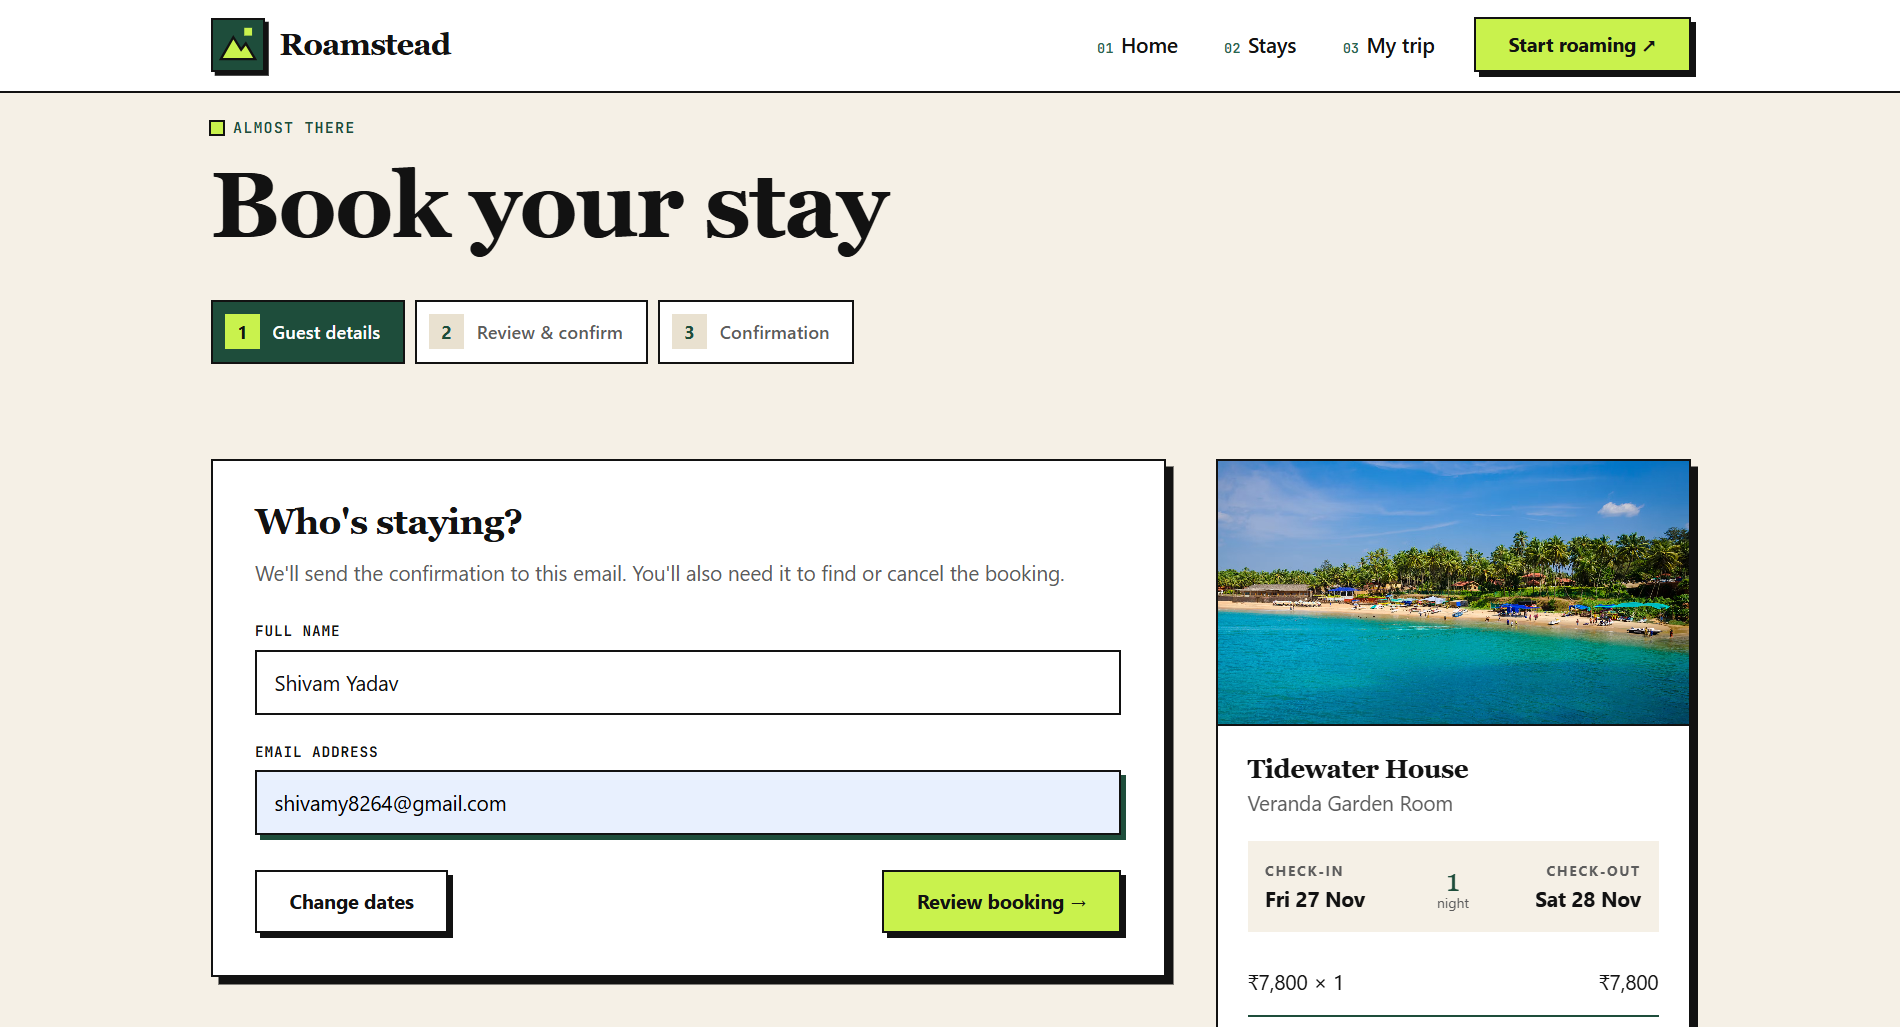 Roamstead
01 Home
02 Stays
03 My trip
Start roaming ↗
ALMOST THERE
Book your stay
1 Guest details
2 Review & confirm
3 Confirmation
Who's staying?
We'll send the confirmation to this email. You'll also need it to find or cancel the booking.
FULL NAME
Shivam Yadav
EMAIL ADDRESS
shivamy8264@gmail.com
Change dates
Review booking →
Tidewater House
Veranda Garden Room
CHECK-IN
Fri 27 Nov
1
night
CHECK-OUT
Sat 28 Nov
₹7,800 × 1
₹7,800